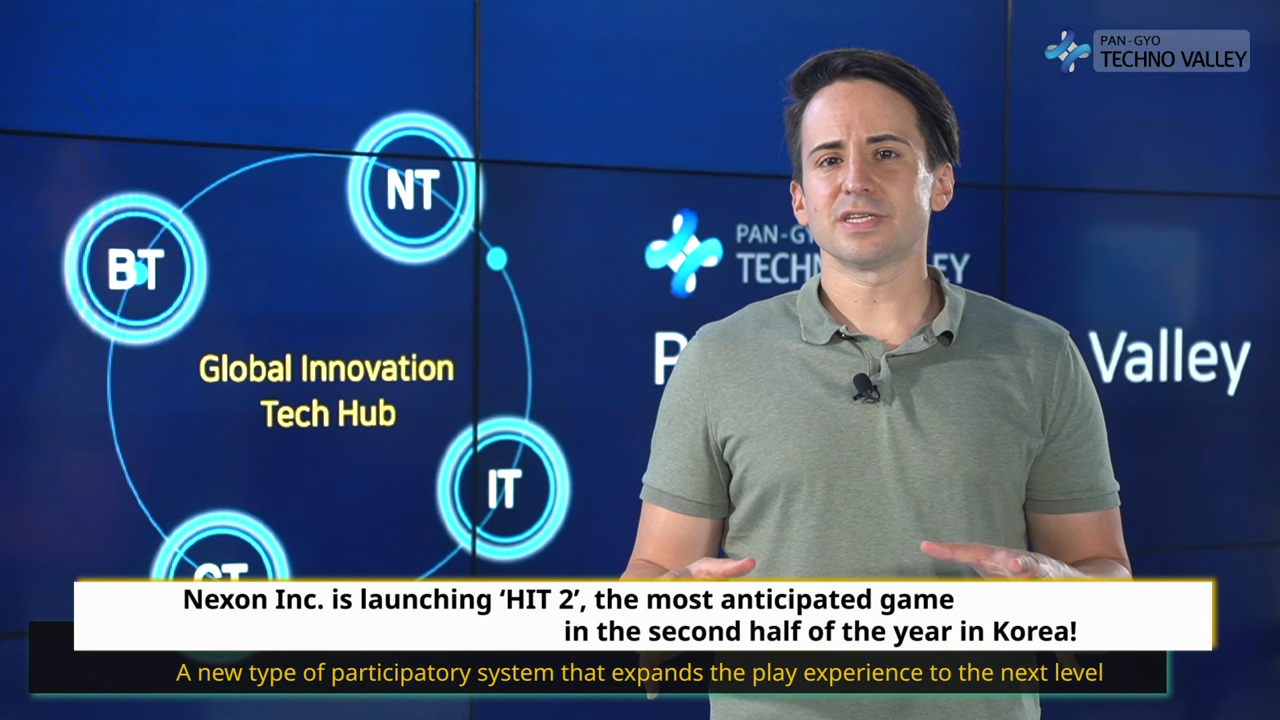 PAN-GYO
TECHNO VALLEY
NT
BT
Global Innovation
Tech Hub
IT
PAN-GY
TECHN
EY
P
Valley
Nexon Inc. is launching ‘HIT 2’, the most anticipated game
in the second half of the year in Korea!
A new type of participatory system that expands the play experience to the next level